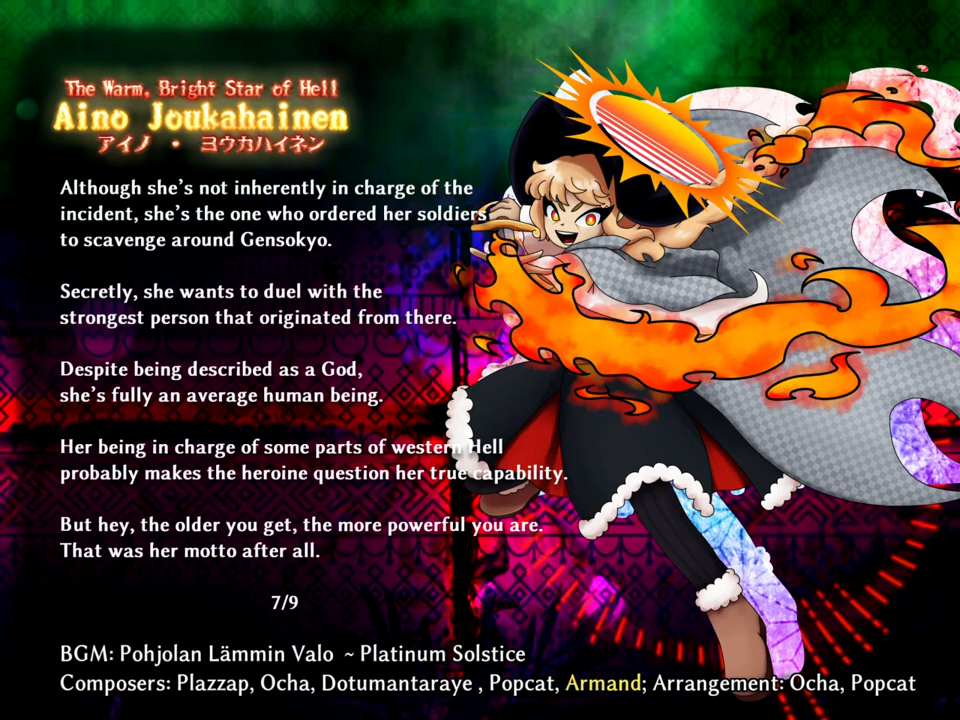 The Warm, Bright Star of Hell
Aino Joukahainen
アイノ ・ ヨウカハイネン
Although she's not inherently in charge of the
incident, she's the one who ordered her soldiers
to scavenge around Gensokyo.
Secretly, she wants to duel with the
strongest person that originated from there.
Despite being described as a God,
she's fully an average human being.
Her being in charge of some parts of western Hell
probably makes the heroine question her true capability.
But hey, the older you get, the more powerful you are.
That was her motto after all.
7/9
BGM: Pohjolan Lämmin Valo ~ Platinum Solstice
Composers: Plazzap, Ocha, Dotumantaraye , Popcat, Armand; Arrangement: Ocha, Popcat